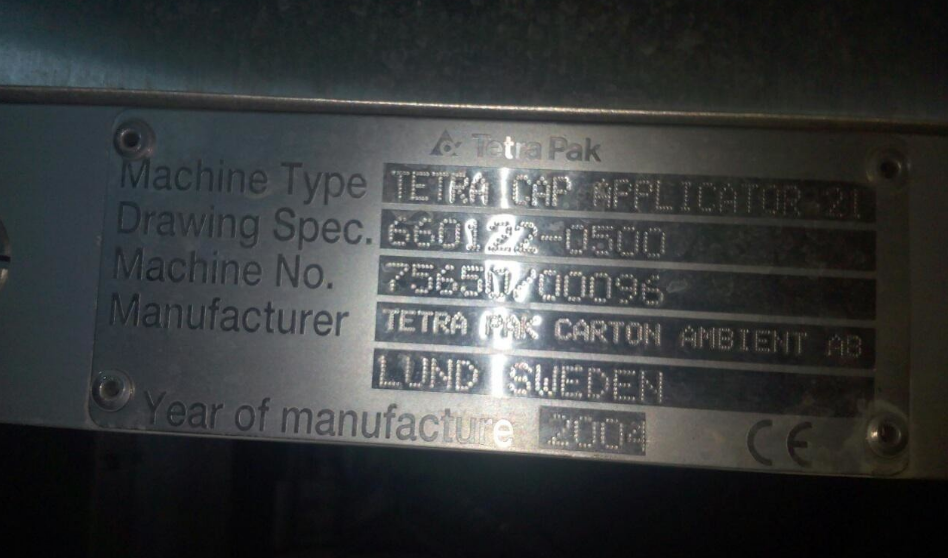 Tetra Pak
Machine Type TETRA CAP APPLICATOR 21
Drawing Spec. 660122-0500
Machine No. 75650/00096
Manufacturer TETRA PAK CARTON AMBIENT AB
LUND SWEDEN
Year of manufacture 2004
CE